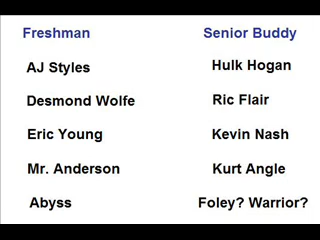 Freshman Senior Buddy
AJ Styles Hulk Hogan
Desmond Wolfe Ric Flair
Eric Young Kevin Nash
Mr. Anderson Kurt Angle
Abyss Foley? Warrior?